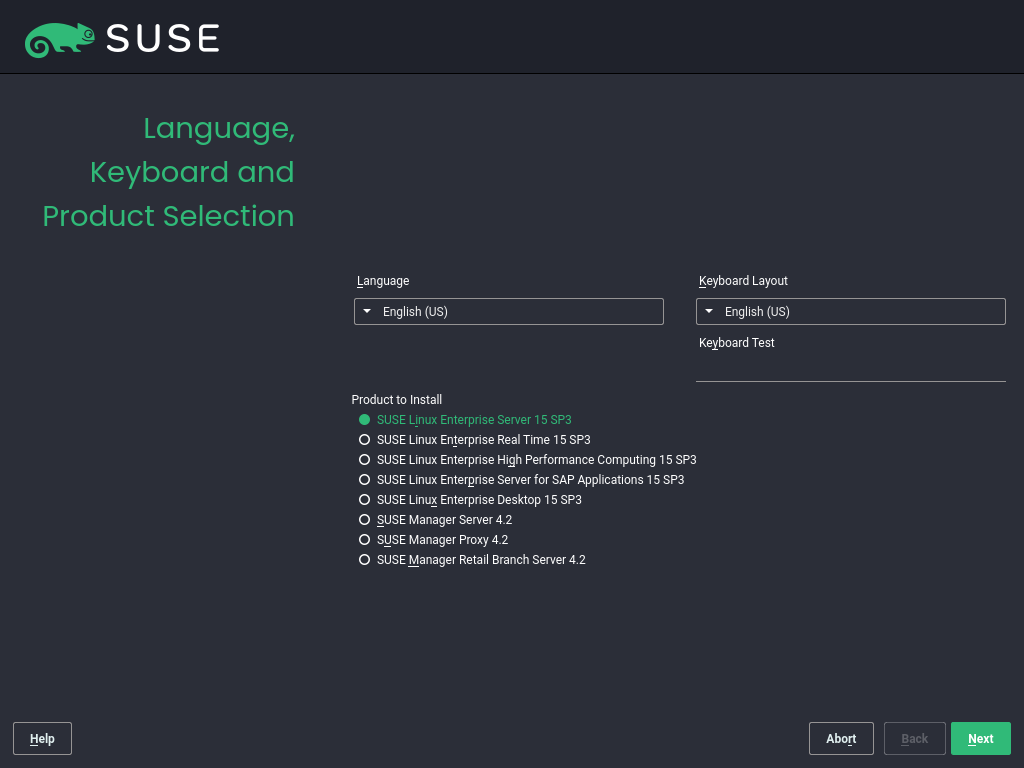 SUSE
Language,
Keyboard and
Product Selection
Language
Keyboard Layout
English (US)
English (US)
Keyboard Test
Product to Install
SUSE Linux Enterprise Server 15 SP3
SUSE Linux Enterprise Real Time 15 SP3
SUSE Linux Enterprise High Performance Computing 15 SP3
SUSE Linux Enterprise Server for SAP Applications 15 SP3
SUSE Linux Enterprise Desktop 15 SP3
SUSE Manager Server 4.2
SUSE Manager Proxy 4.2
SUSE Manager Retail Branch Server 4.2
Help
Abort
Back
Next